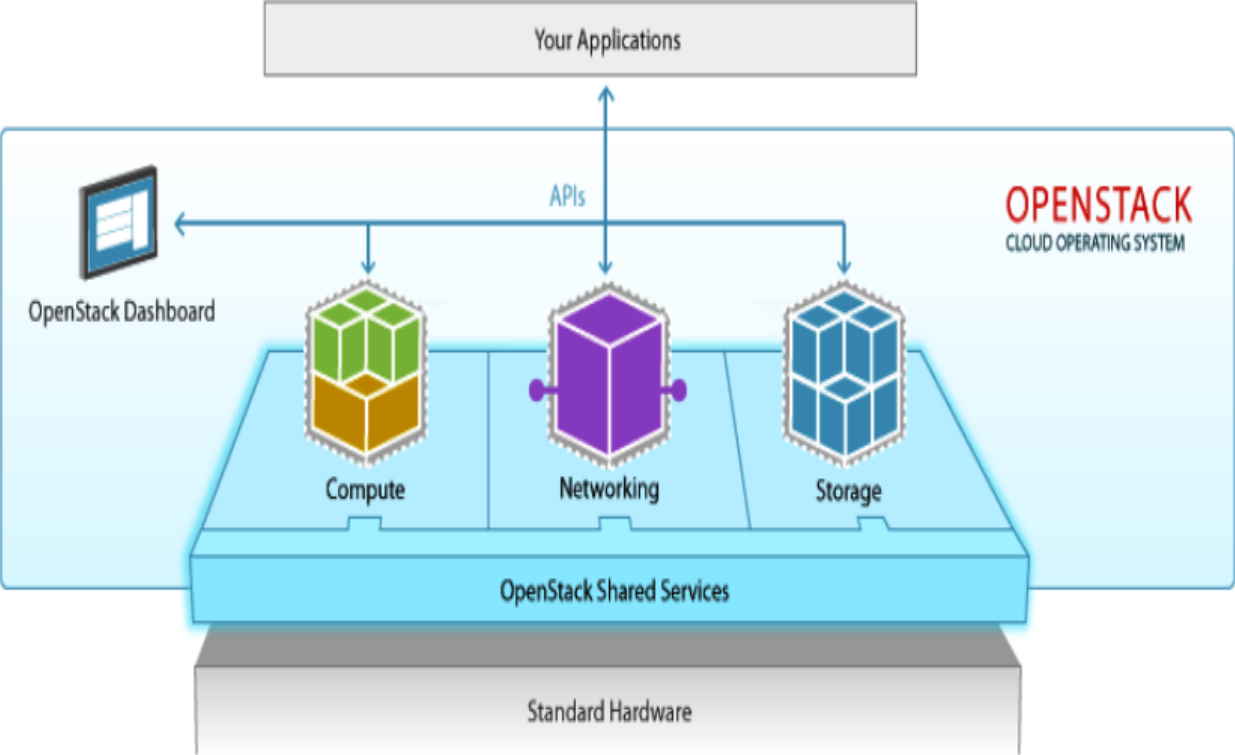 Your Applications
APIs
OPENSTACK
CLOUD OPERATING SYSTEM
OpenStack Dashboard
Compute
Networking
Storage
OpenStack Shared Services
Standard Hardware